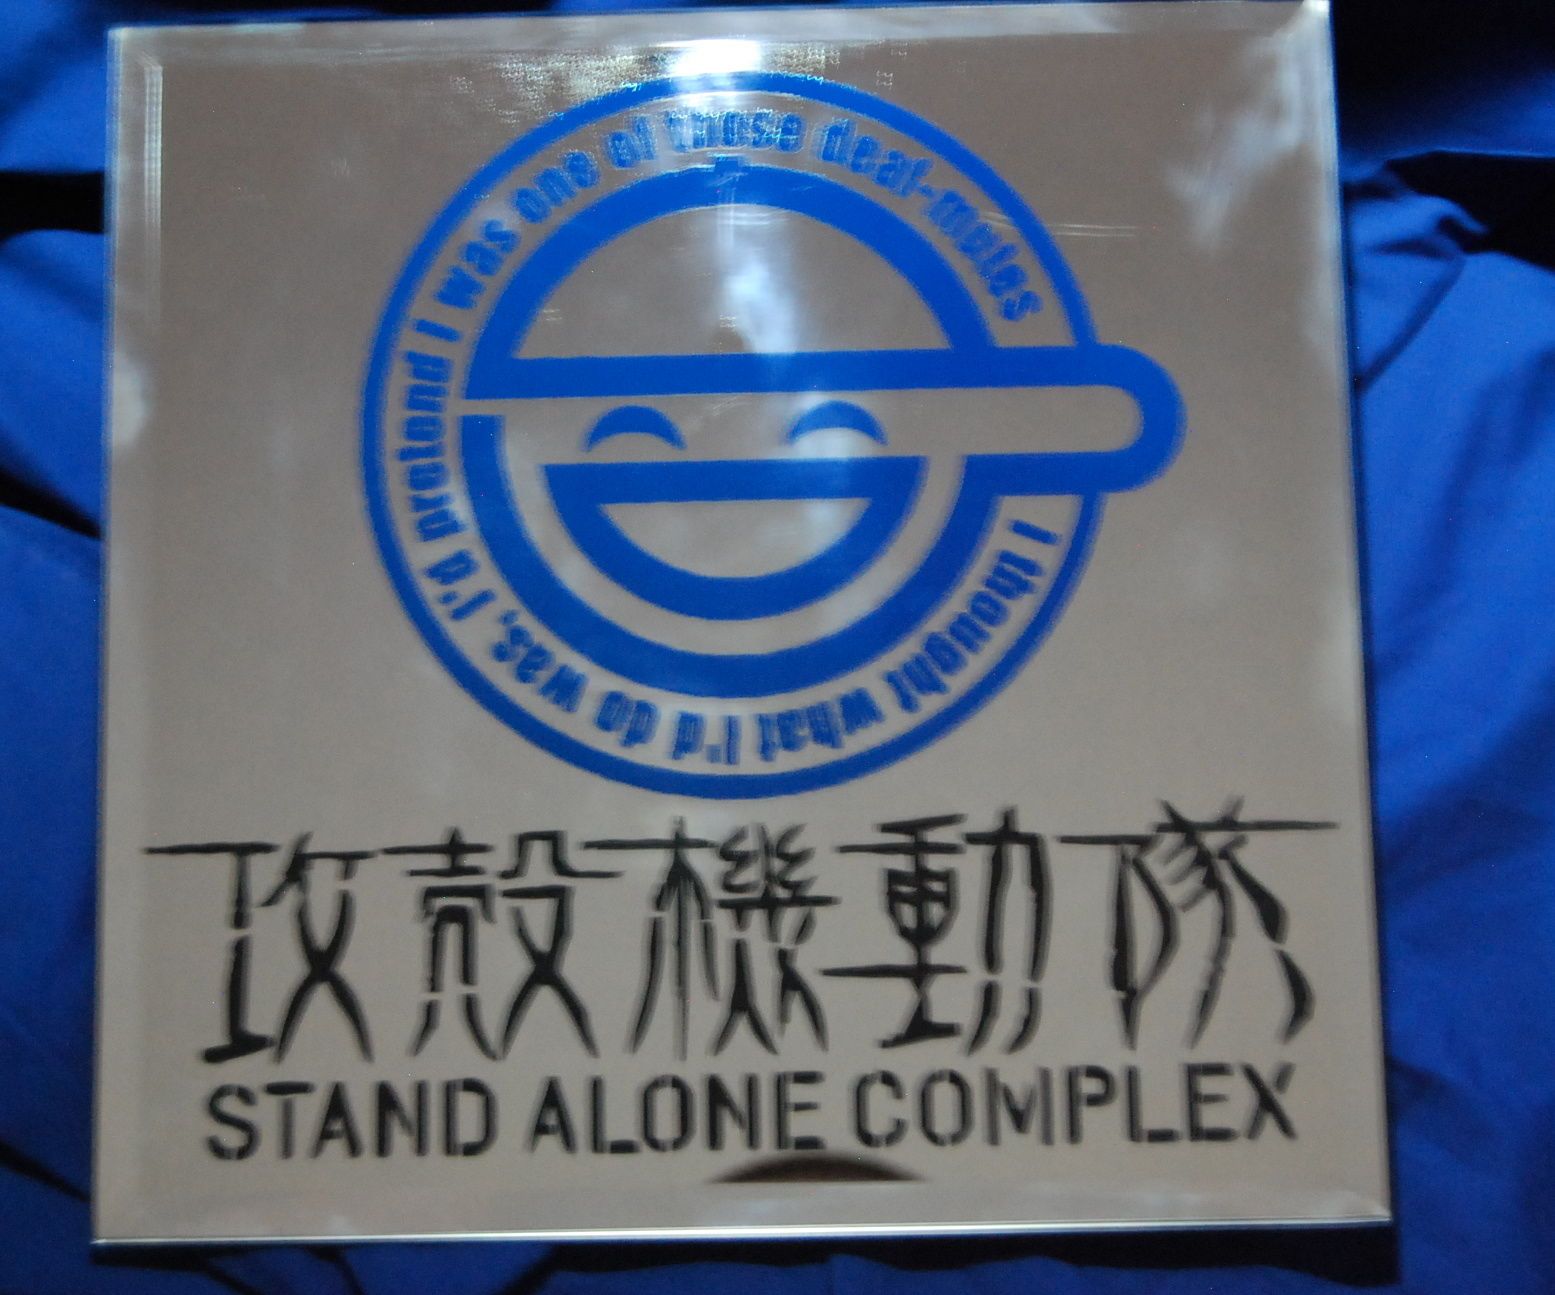 I thought what I'd do was, I'd pretend I was one of those deaf-mutes
攻殻機動隊
STAND ALONE COMPLEX